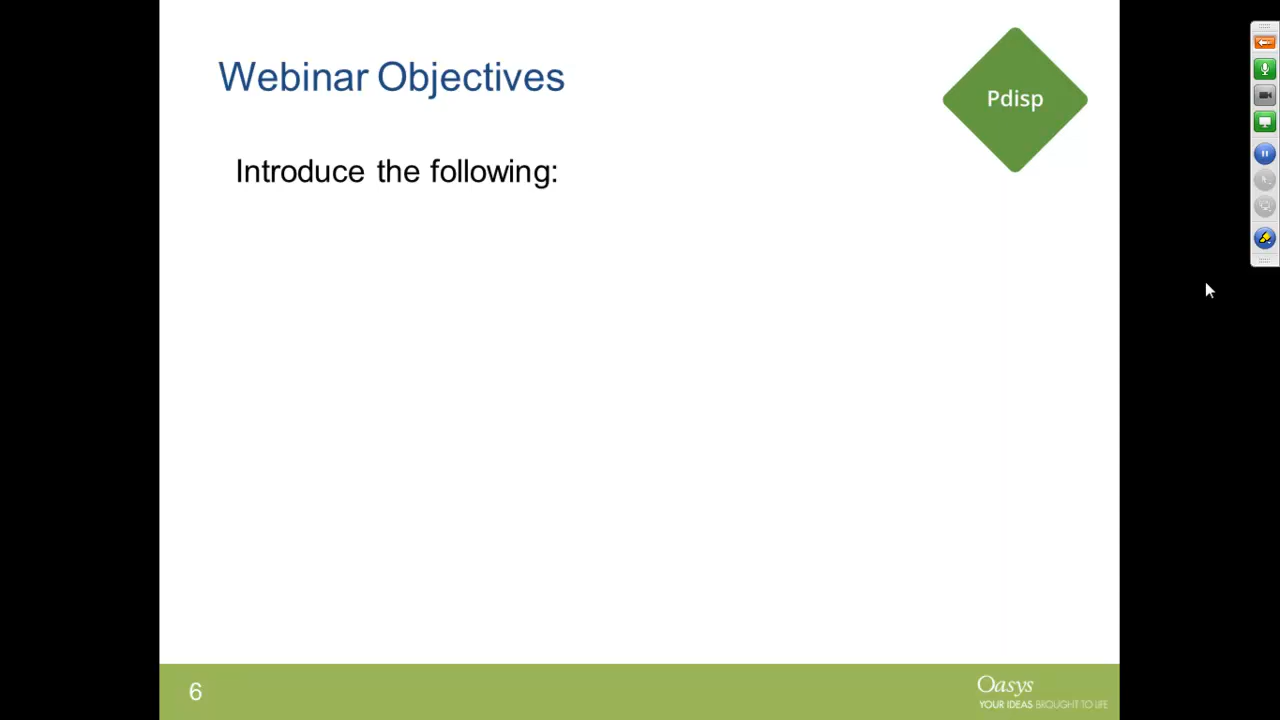 Webinar Objectives
Pdisp
Introduce the following:
6
Oasys
YOUR IDEAS BROUGHT TO LIFE